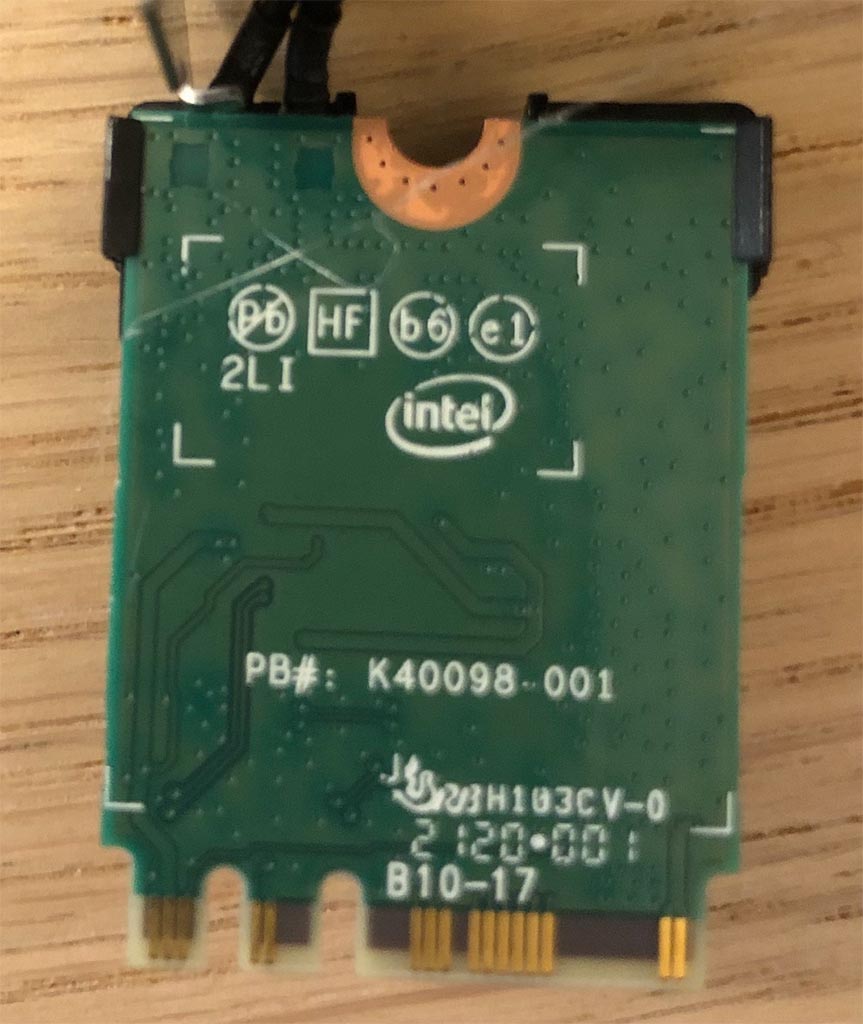 Pb HF b6 e1
2LI
intel
PB#: K40098-001
H103CV-0
2120•001
B10-17